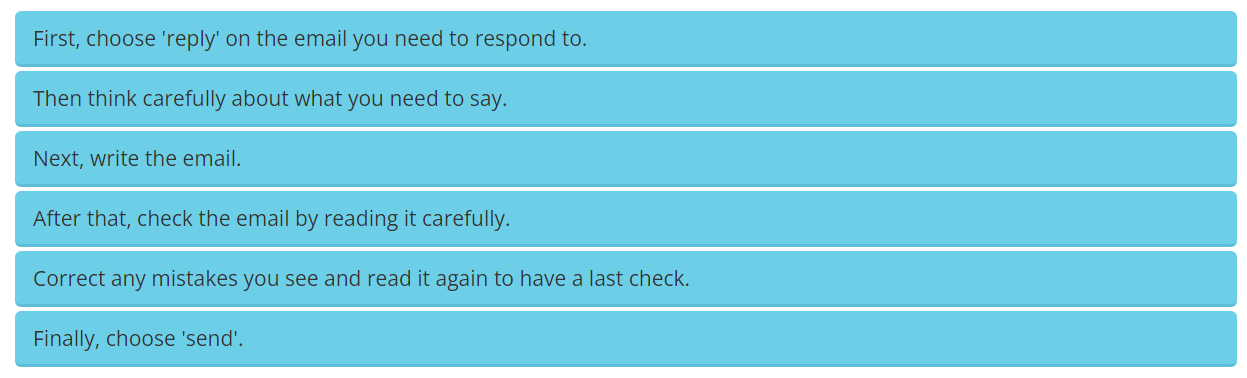 First, choose 'reply' on the email you need to respond to.
Then think carefully about what you need to say.
Next, write the email.
After that, check the email by reading it carefully.
Correct any mistakes you see and read it again to have a last check.
Finally, choose 'send'.